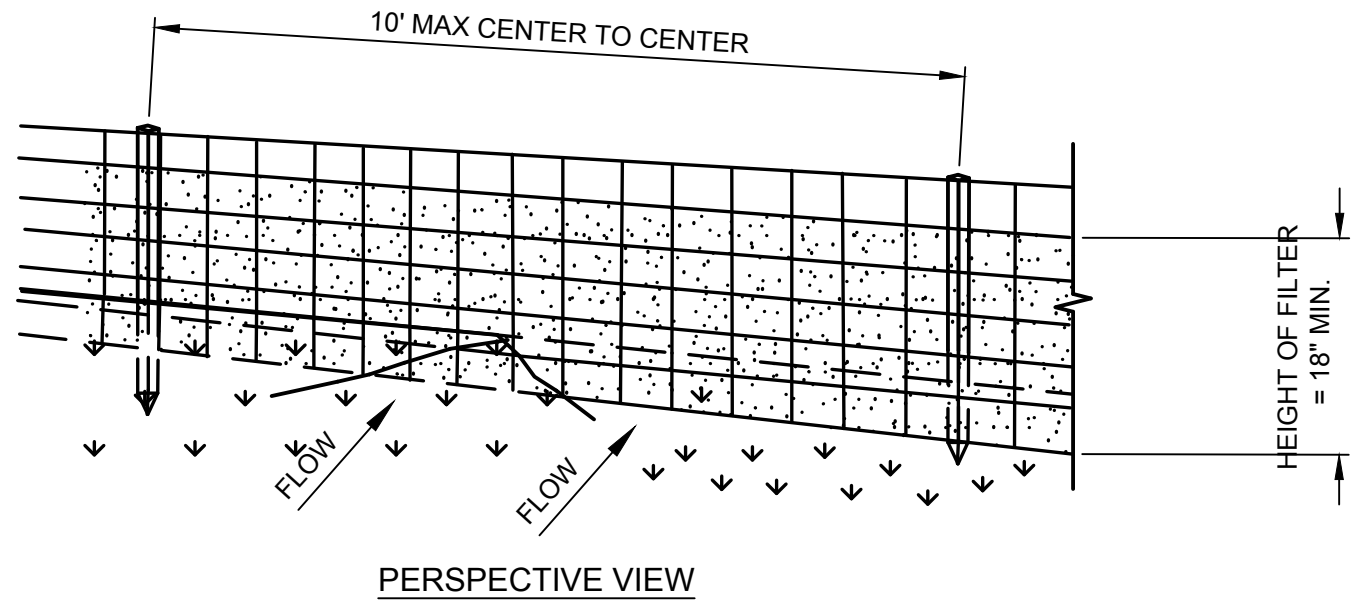 10' MAX CENTER TO CENTER
HEIGHT OF FILTER
= 18" MIN.
FLOW
FLOW
PERSPECTIVE VIEW